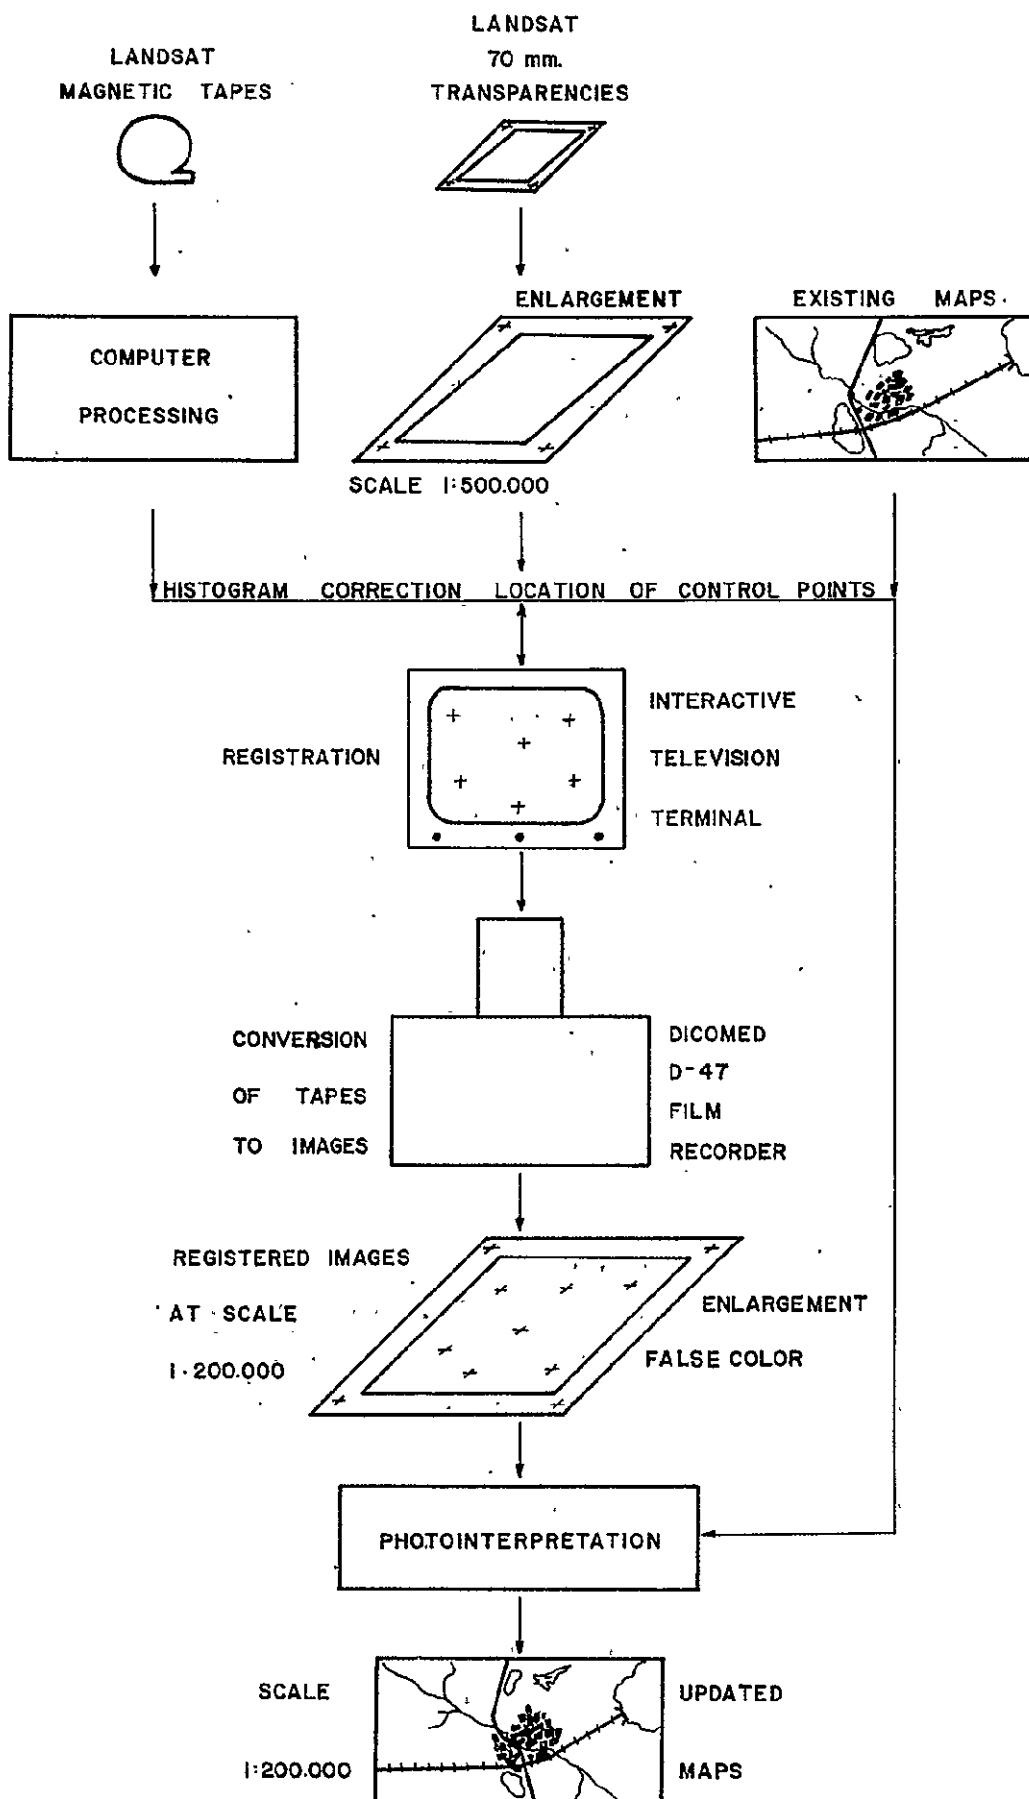 LANDSAT
MAGNETIC TAPES
LANDSAT
70 mm.
TRANSPARENCIES
COMPUTER
PROCESSING
ENLARGEMENT
SCALE 1:500.000
EXISTING MAPS
HISTOGRAM CORRECTION LOCATION OF CONTROL POINTS
REGISTRATION
INTERACTIVE
TELEVISION
TERMINAL
CONVERSION
OF TAPES
TO IMAGES
DICOMED
D-47
FILM
RECORDER
REGISTERED IMAGES
AT SCALE
1:200.000
ENLARGEMENT
FALSE COLOR
PHOTOINTERPRETATION
SCALE
1:200.000
UPDATED
MAPS